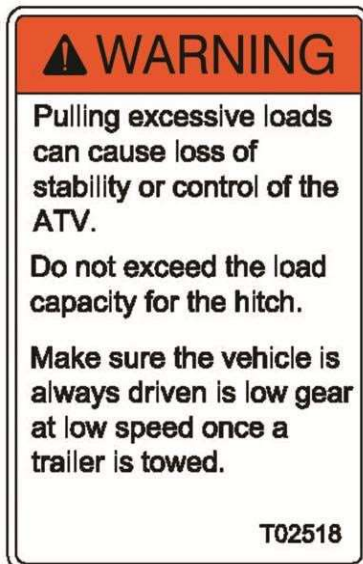 WARNING
Pulling excessive loads
can cause loss of
stability or control of the
ATV.
Do not exceed the load
capacity for the hitch.
Make sure the vehicle is
always driven is low gear
at low speed once a
trailer is towed.
T02518